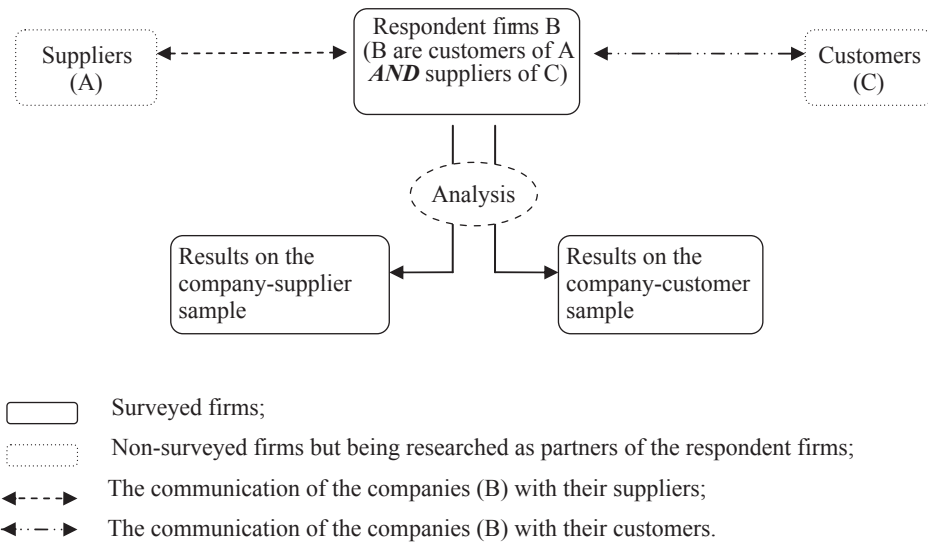 Suppliers
(A)
Respondent firms B
(B are customers of A
AND suppliers of C)
Customers
(C)
Analysis
Results on the
company-supplier
sample
Results on the
company-customer
sample
Surveyed firms;
Non-surveyed firms but being researched as partners of the respondent firms;
The communication of the companies (B) with their suppliers;
The communication of the companies (B) with their customers.